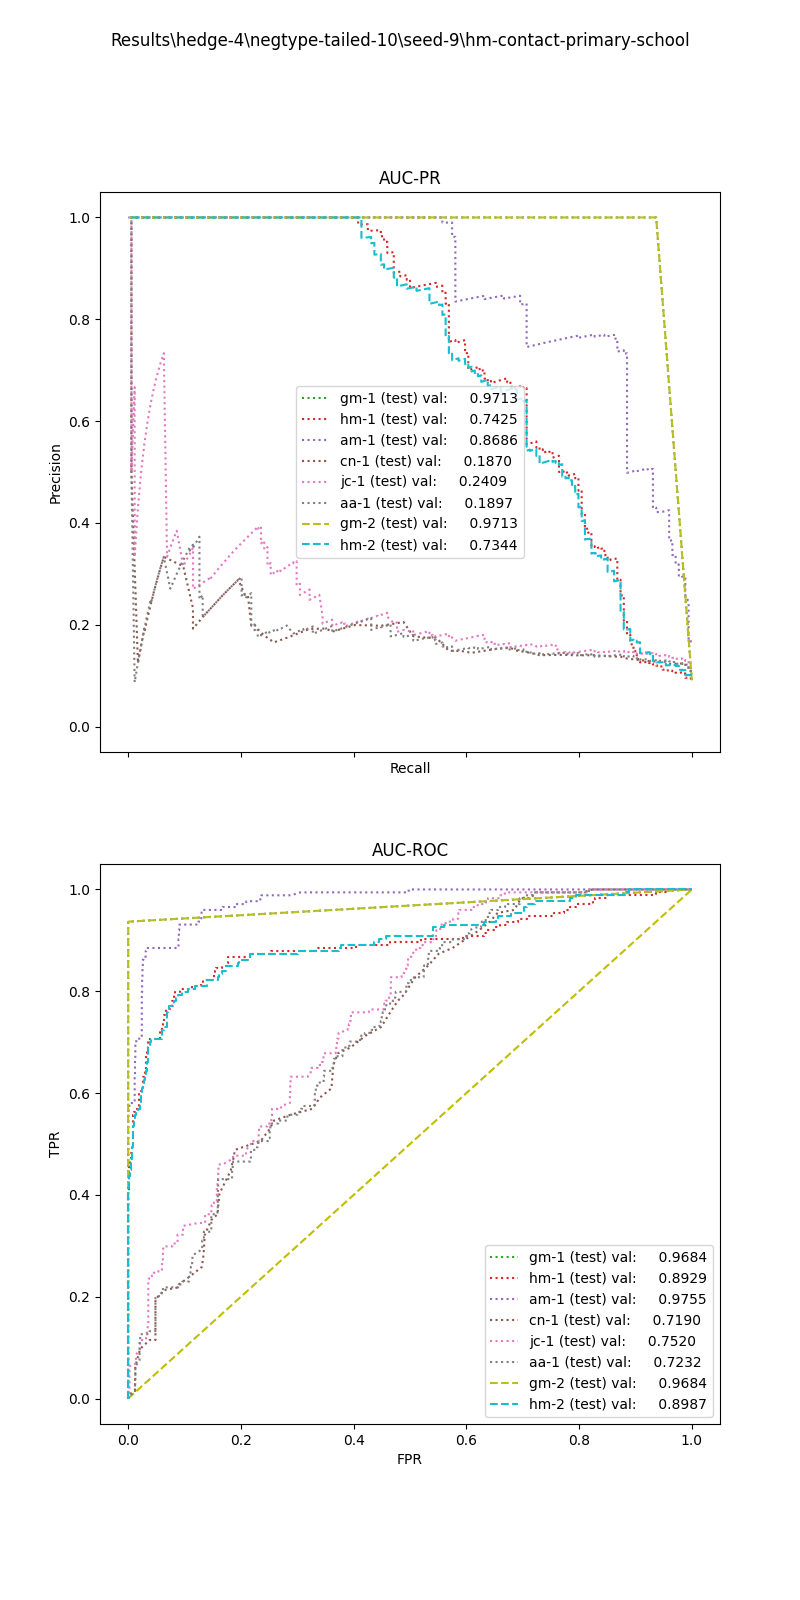 Results\hedge-4\negtype-tailed-10\seed-9\hm-contact-primary-school
AUC-PR
1.0
0.8
0.6
0.4
0.2
0.0
Precision
gm-1 (test) val: 0.9713
hm-1 (test) val: 0.7425
am-1 (test) val: 0.8686
cn-1 (test) val: 0.1870
jc-1 (test) val: 0.2409
aa-1 (test) val: 0.1897
gm-2 (test) val: 0.9713
hm-2 (test) val: 0.7344
Recall
AUC-ROC
1.0
0.8
0.6
0.4
0.2
0.0
TPR
gm-1 (test) val: 0.9684
hm-1 (test) val: 0.8929
am-1 (test) val: 0.9755
cn-1 (test) val: 0.7190
jc-1 (test) val: 0.7520
aa-1 (test) val: 0.7232
gm-2 (test) val: 0.9684
hm-2 (test) val: 0.8987
0.0 0.2 0.4 0.6 0.8 1.0
FPR